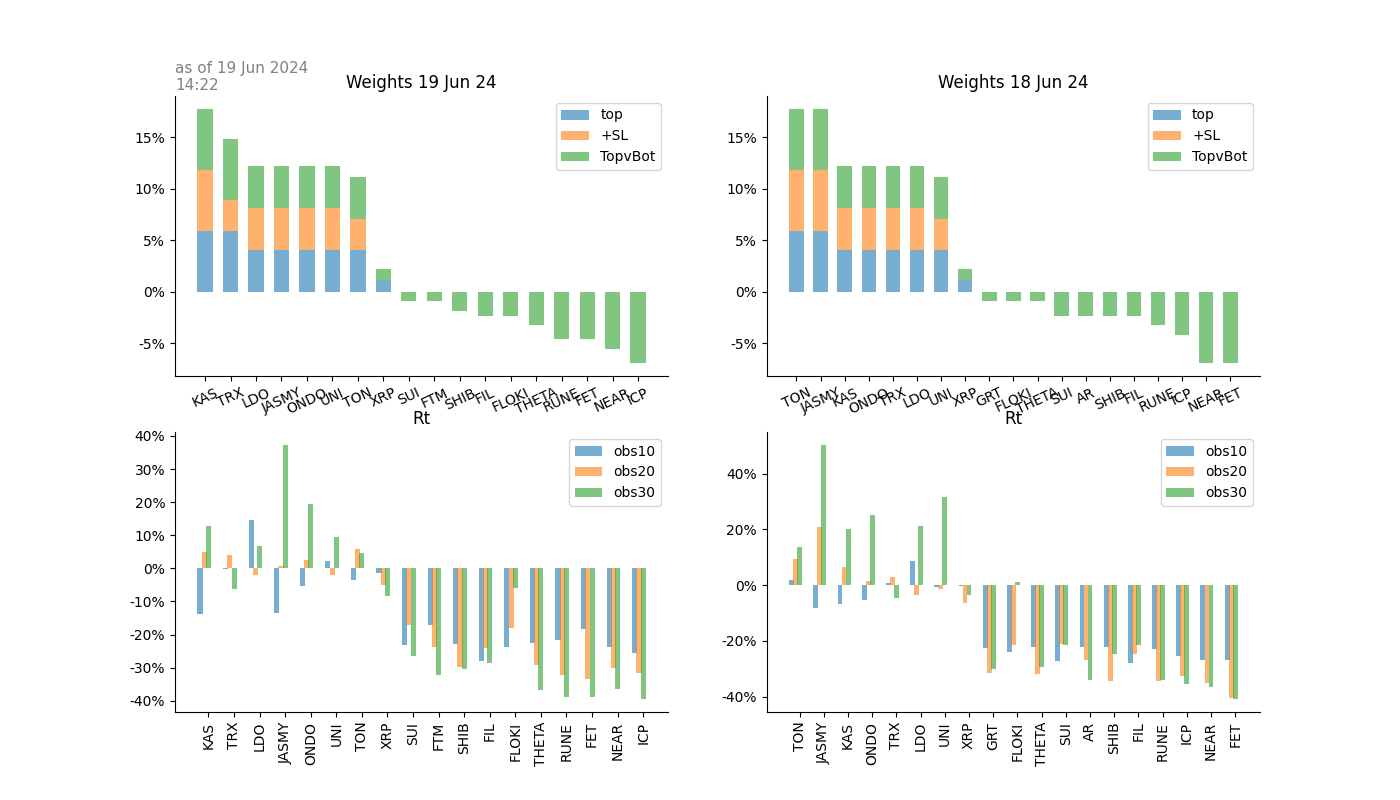 as of 19 Jun 2024
14:22
Weights 19 Jun 24
top
+SL
TopvBot
15%
10%
5%
0%
-5%
KAS TRX LDO JASMY ONDO UNI TON XRP SUI FTM SHIB FIL FLOKI THETA RUNE FET NEAR ICP
Weights 18 Jun 24
top
+SL
TopvBot
15%
10%
5%
0%
-5%
TON JASMY KAS ONDO TRX LDO UNI XRP GRT FLOKI THETA SUI AR SHIB FIL RUNE ICP NEAR FET
Rt
obs10
obs20
obs30
40%
30%
20%
10%
0%
-10%
-20%
-30%
-40%
KAS TRX LDO JASMY ONDO UNI TON XRP SUI FTM SHIB FIL FLOKI THETA RUNE FET NEAR ICP
Rt
obs10
obs20
obs30
40%
20%
0%
-20%
-40%
TON JASMY KAS ONDO TRX LDO UNI XRP GRT FLOKI THETA SUI AR SHIB FIL RUNE ICP NEAR FET